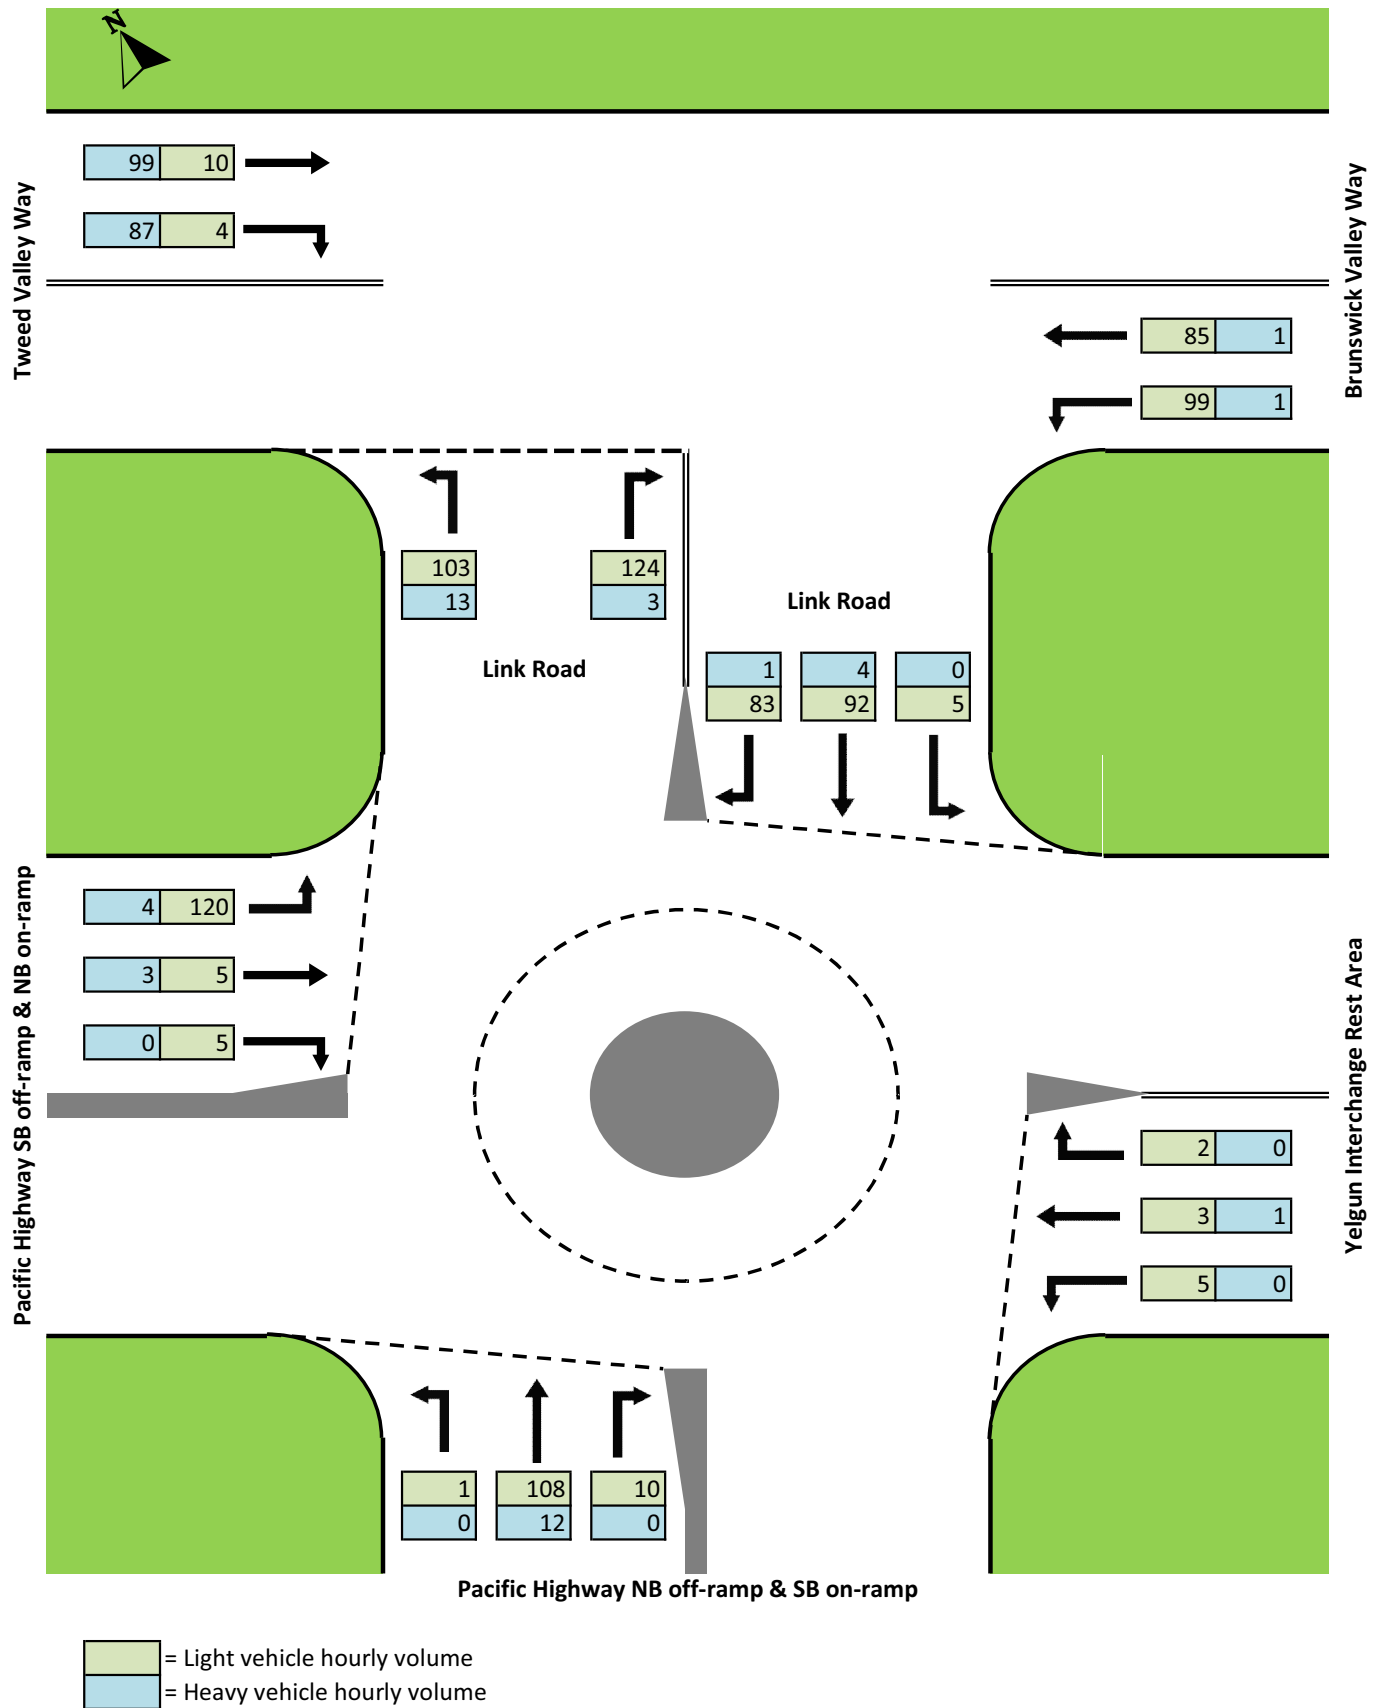 N
99 10
87 4
Tweed Valley Way
Brunswick Valley Way
85 1
99 1
103
13
124
3
Link Road
Link Road
1 4 0
83 92 5
Pacific Highway SB off-ramp & NB on-ramp
4 120
3 5
0 5
Yelgun Interchange Rest Area
2 0
3 1
5 0
1 108 10
0 12 0
Pacific Highway NB off-ramp & SB on-ramp
= Light vehicle hourly volume
= Heavy vehicle hourly volume